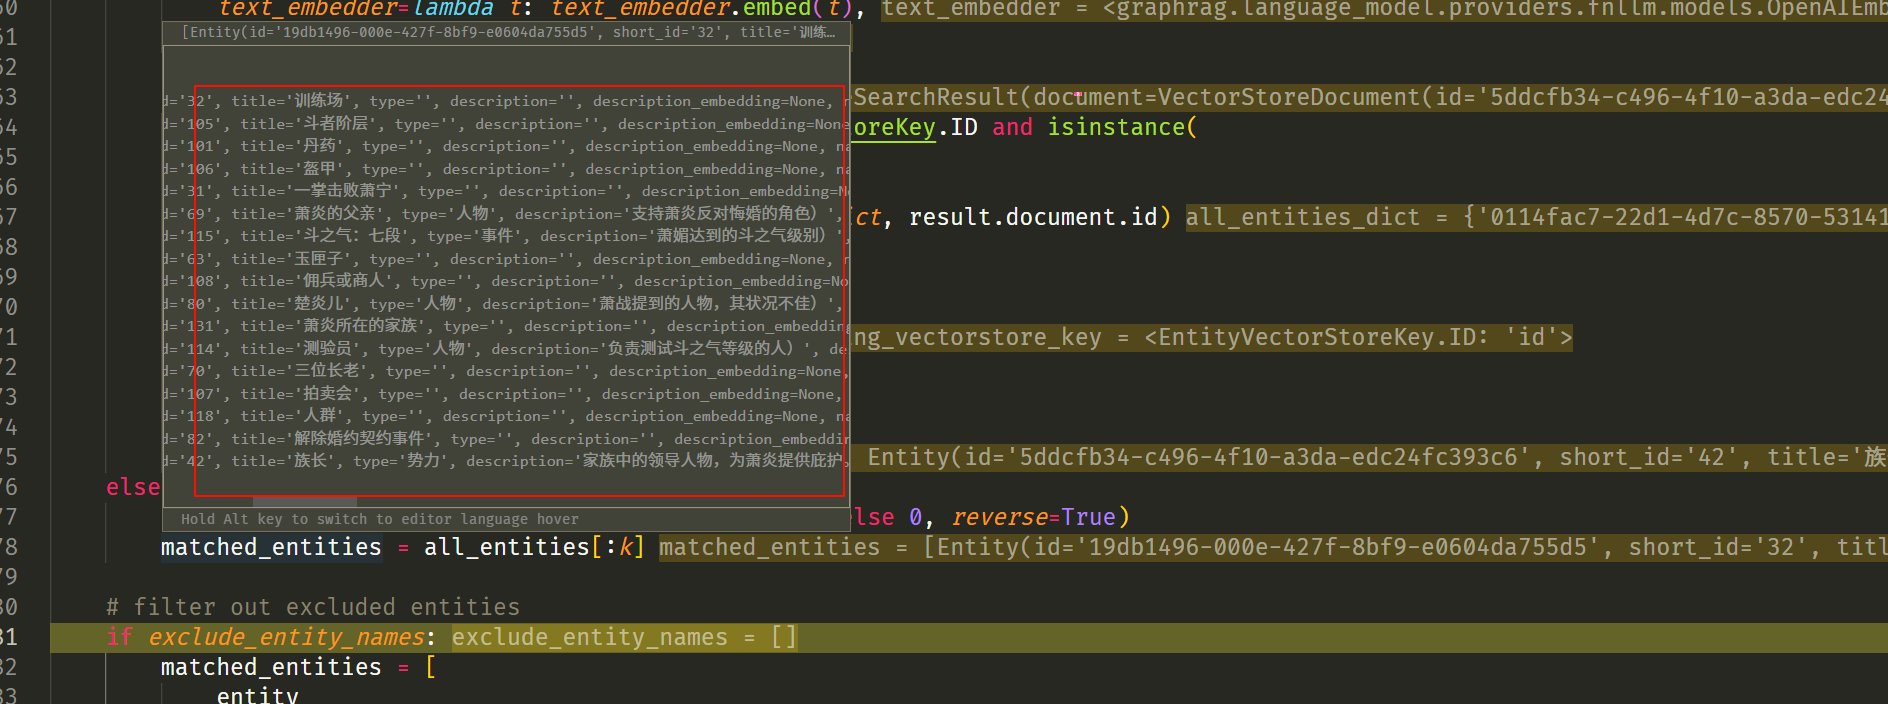 60 text_embedder=lambda t: text_embedder.embed(t), text_embedder = <graphrag.language_model.providers.fnllm.models.OpenAIEmb
61 [Entity(id='19db1496-000e-427f-8bf9-e0604da755d5', short_id='32', title='训练…
62
d='32', title='训练场', type='', description='', description_embedding=None,
63 SearchResult(document=VectorStoreDocument(id='5ddcfb34-c496-4f10-a3da-edc24
d='105', title='斗者阶层', type='', description='', description_embedding=None
64 oreKey.ID and isinstance(
d='101', title='丹药', type='', description='', description_embedding=None, na
65
d='106', title='盔甲', type='', description='', description_embedding=None, na
66
d='31', title='一掌击败萧宁', type='', description='', description_embedding=N
67 ict, result.document.id) all_entities_dict = {'0114fac7-22d1-4d7c-8570-53141
d='69', title='萧炎的父亲', type='人物', description='支持萧炎反对悔婚的角色）',
68
d='115', title='斗之气：七段', type='事件', description='萧媚达到的斗之气级别）',
d='63', title='玉匣子', type='', description='', description_embedding=None, na
69
d='108', title='佣兵或商人', type='', description='', description_embedding=No
70
d='80', title='楚炎儿', type='人物', description='萧战提到的人物，其状况不佳）',
d='131', title='萧炎所在的家族', type='', description='', description_embedding
71 ng_vectorstore_key = <EntityVectorStoreKey.ID: 'id'>
d='114', title='测验员', type='人物', description='负责测试斗之气等级的人）', de
72
d='70', title='三位长老', type='', description='', description_embedding=None,
73
d='107', title='拍卖会', type='', description='', description_embedding=None,
74
d='118', title='人群', type='', description='', description_embedding=None, na
d='82', title='解除婚约契约事件', type='', description='', description_embeddin
75 Entity(id='5ddcfb34-c496-4f10-a3da-edc24fc393c6', short_id='42', title='族
d='42', title='族长', type='势力', description='家族中的领导人物，为萧炎提供庇护。
76 else
77 lse 0, reverse=True)
Hold Alt key to switch to editor language hover
78 matched_entities = all_entities[:k] matched_entities = [Entity(id='19db1496-000e-427f-8bf9-e0604da755d5', short_id='32', titl
79
80 # filter out excluded entities
81 if exclude_entity_names: exclude_entity_names = []
82 matched_entities = [
83 entity